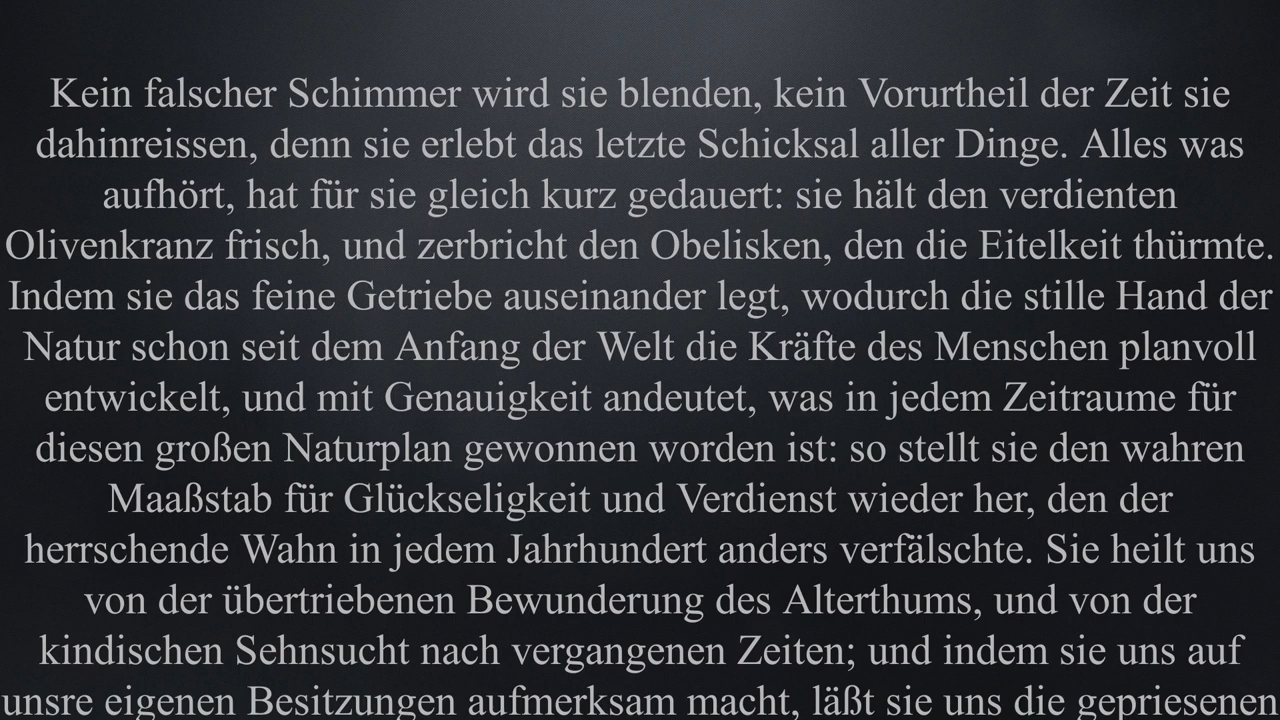 Kein falscher Schimmer wird sie blenden, kein Vorurtheil der Zeit sie
dahinreissen, denn sie erlebt das letzte Schicksal aller Dinge. Alles was
aufhört, hat für sie gleich kurz gedauert: sie hält den verdienten
Olivenkranz frisch, und zerbricht den Obelisken, den die Eitelkeit thürmte.
Indem sie das feine Getriebe auseinander legt, wodurch die stille Hand der
Natur schon seit dem Anfang der Welt die Kräfte des Menschen planvoll
entwickelt, und mit Genauigkeit andeutet, was in jedem Zeitraume für
diesen großen Naturplan gewonnen worden ist: so stellt sie den wahren
Maaßstab für Glückseligkeit und Verdienst wieder her, den der
herrschende Wahn in jedem Jahrhundert anders verfälschte. Sie heilt uns
von der übertriebenen Bewunderung des Alterthums, und von der
kindischen Sehnsucht nach vergangenen Zeiten; und indem sie uns auf
unsre eigenen Besitzungen aufmerksam macht, läßt sie uns die gepriesenen